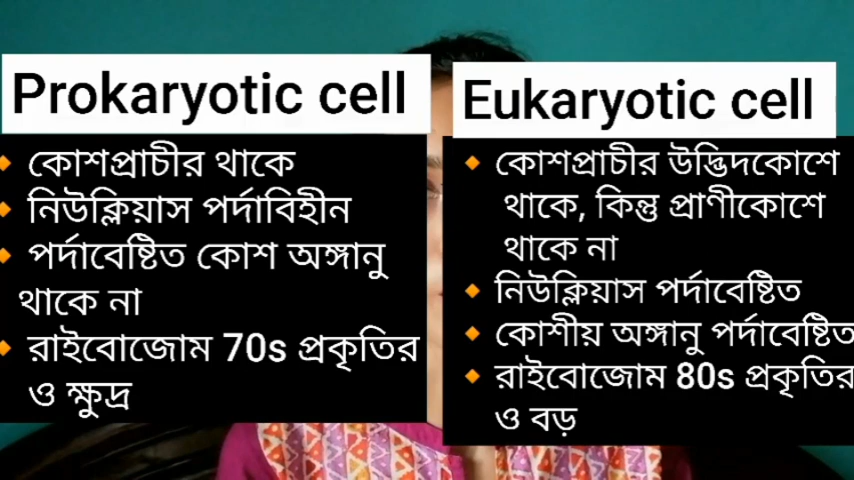 Prokaryotic cell
🔸 কোশপ্রাচীর থাকে
🔸 নিউক্লিয়াস পর্দাবিহীন
🔸 পর্দাবেষ্টিত কোশ অঙ্গানু
থাকে না
🔸 রাইবোজোম 70s প্রকৃতির
ও ক্ষুদ্র
Eukaryotic cell
🔸 কোশপ্রাচীর উদ্ভিদকোশে
থাকে, কিন্তু প্রাণীকোশে
থাকে না
🔸 নিউক্লিয়াস পর্দাবেষ্টিত
🔸 কোশীয় অঙ্গানু পর্দাবেষ্টিত
🔸 রাইবোজোম 80s প্রকৃতির
ও বড়